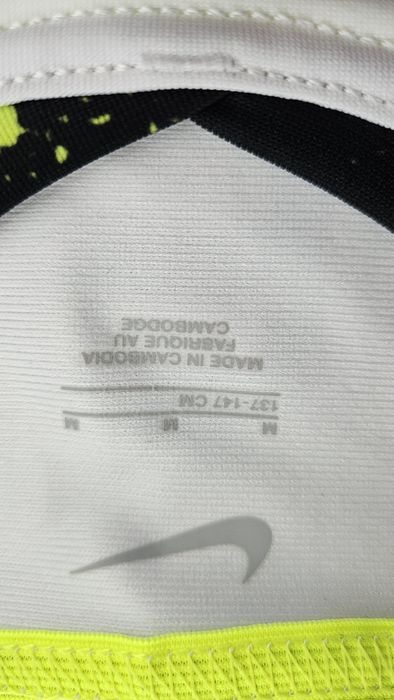 M M M
137-147 CM
MADE IN CAMBODIA
FABRIQUE AU
CAMBODGE